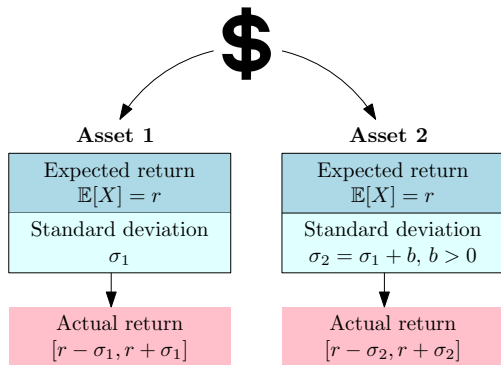 $
Asset 1
Expected return
𝔼[X] = r
Standard deviation
σ₁
Actual return
[r − σ₁, r + σ₁]
Asset 2
Expected return
𝔼[X] = r
Standard deviation
σ₂ = σ₁ + b, b > 0
Actual return
[r − σ₂, r + σ₂]